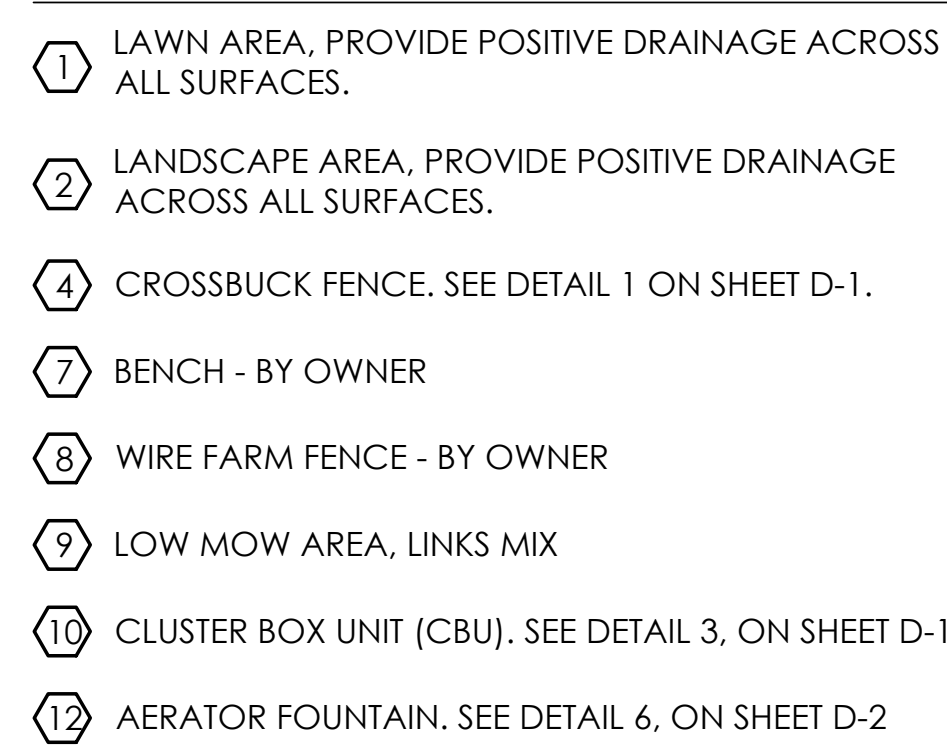 1 LAWN AREA, PROVIDE POSITIVE DRAINAGE ACROSS
ALL SURFACES.
2 LANDSCAPE AREA, PROVIDE POSITIVE DRAINAGE
ACROSS ALL SURFACES.
4 CROSSBUCK FENCE. SEE DETAIL 1 ON SHEET D-1.
7 BENCH - BY OWNER
8 WIRE FARM FENCE - BY OWNER
9 LOW MOW AREA, LINKS MIX
10 CLUSTER BOX UNIT (CBU). SEE DETAIL 3, ON SHEET D-1
12 AERATOR FOUNTAIN. SEE DETAIL 6, ON SHEET D-2